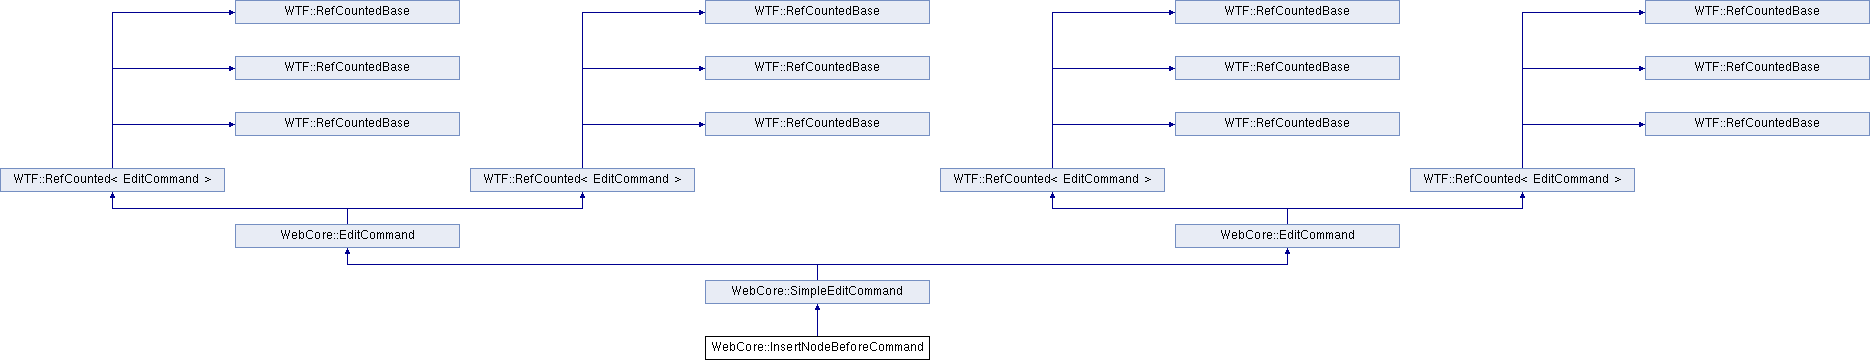 WTF::RefCountedBase
WTF::RefCountedBase
WTF::RefCountedBase
WTF::RefCountedBase
WTF::RefCountedBase
WTF::RefCountedBase
WTF::RefCountedBase
WTF::RefCountedBase
WTF::RefCountedBase
WTF::RefCountedBase
WTF::RefCountedBase
WTF::RefCountedBase
WTF::RefCounted< EditCommand >
WTF::RefCounted< EditCommand >
WTF::RefCounted< EditCommand >
WTF::RefCounted< EditCommand >
WebCore::EditCommand
WebCore::EditCommand
WebCore::SimpleEditCommand
WebCore::InsertNodeBeforeCommand